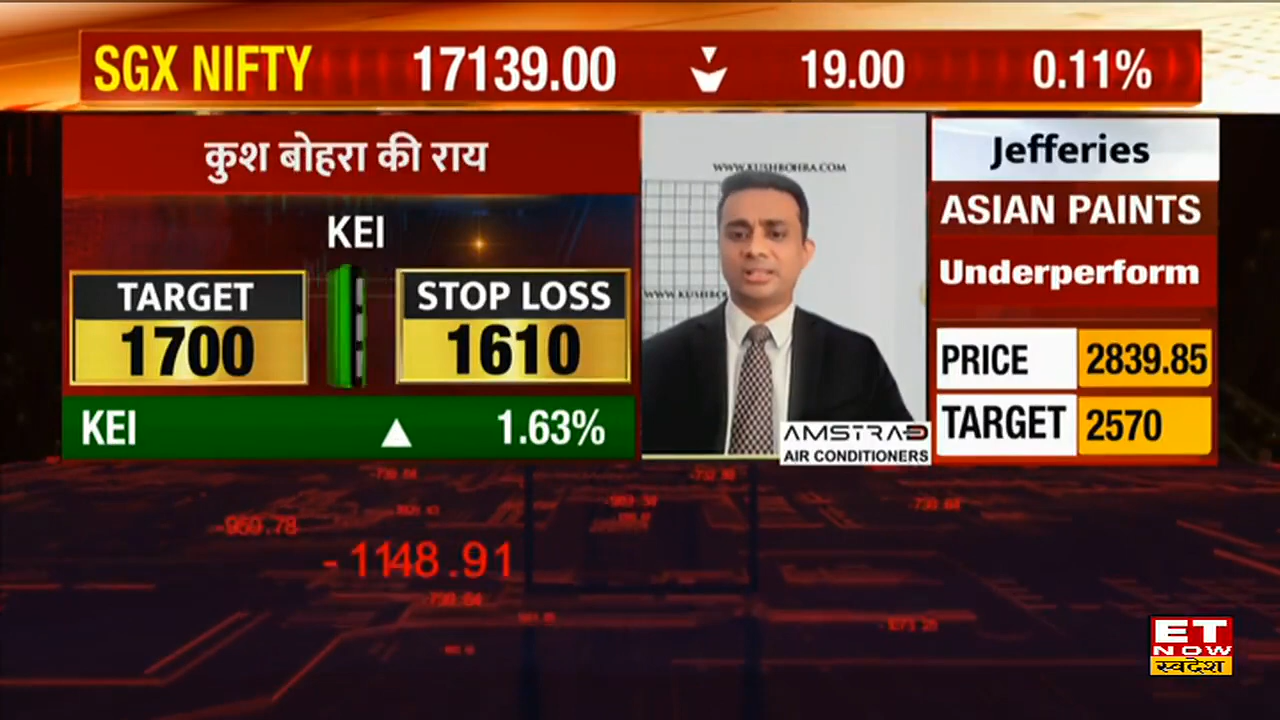 SGX NIFTY 17139.00 19.00 0.11%
कुश बोहरा की राय
KEI
TARGET
1700
STOP LOSS
1610
KEI 1.63%
WWW.KUSHBOHRA.COM
AMSTRAD
AIR CONDITIONERS
Jefferies
ASIAN PAINTS
Underperform
PRICE 2839.85
TARGET 2570
-959.78
-1148.91
ET
NOW
स्वदेश